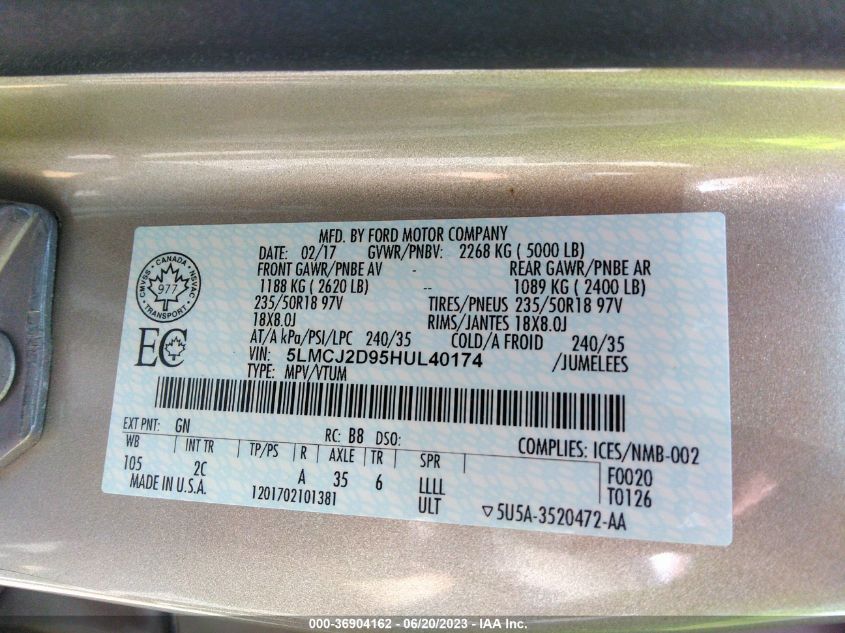 MFD. BY FORD MOTOR COMPANY
DATE: 02/17 GVWR/PNBV: 2268 KG ( 5000 LB)
FRONT GAWR/PNBE AV - REAR GAWR/PNBE AR
1188 KG ( 2620 LB) -- 1089 KG ( 2400 LB)
235/50R18 97V TIRES/PNEUS 235/50R18 97V
18X8.0J RIMS/JANTES 18X8.0J
AT/A kPa/PSI/LPC 240/35 COLD/A FROID 240/35
VIN: 5LMCJ2D95HUL40174 /JUMELEES
TYPE: MPV/VTUM
CMVSS · CANADA · NSVAC
977
TRANSPORT
EC
EXT PNT: GN RC: B8 DSO: COMPLIES: ICES/NMB-002
WB INT TR TP/PS R AXLE TR SPR F0020
105 2C A 35 6 LLLL T0126
MADE IN U.S.A. 1201702101381 ULT ▽5U5A-3520472-AA
000-36904162 - 06/20/2023 - IAA Inc.